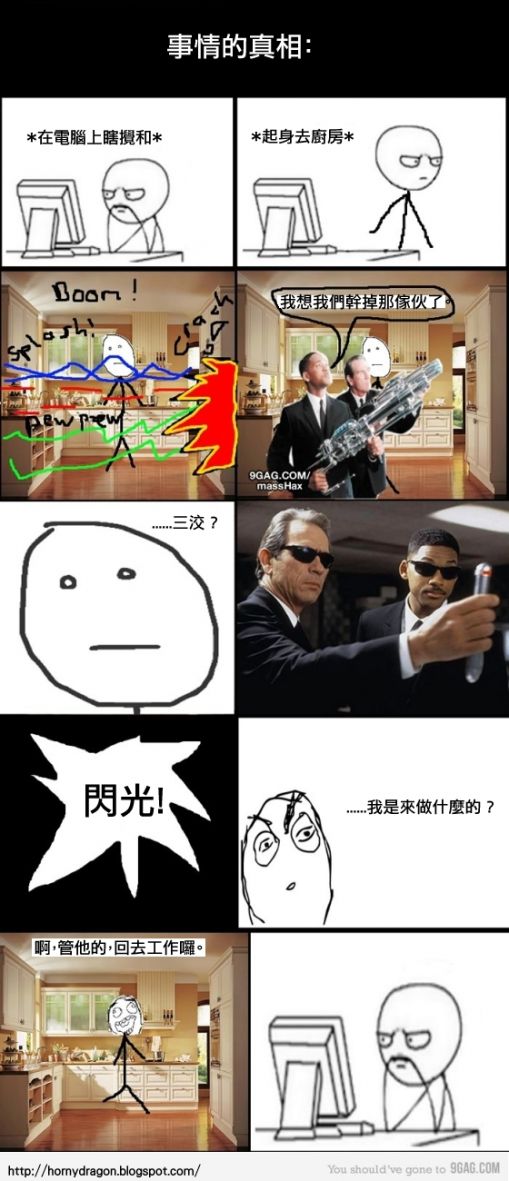 事情的真相:
*在電腦上瞎攪和*
*起身去廚房*
Boom!
Splash!
Crash
pew pew
我想我們幹掉那傢伙了。
9GAG.COM/
massHax
......三洨?
閃光!
......我是來做什麼的?
啊,管他的,回去工作囉。
http://hornydragon.blogspot.com/
You should've gone to 9GAG.COM